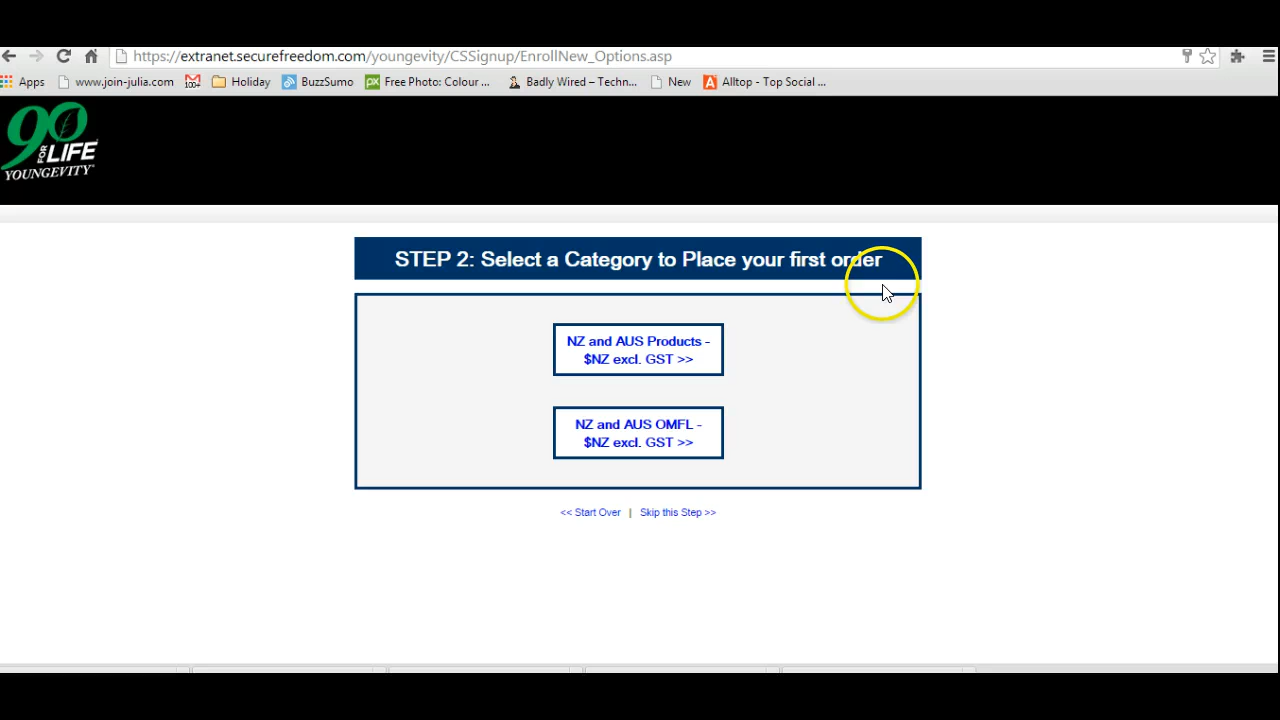 https://extranet.securefreedom.com/youngevity/CSSignup/EnrollNew_Options.asp
Apps www.join-julia.com 100+ Holiday BuzzSumo px Free Photo: Colour ... Badly Wired – Techn... New A Alltop - Top Social ...
90
FOR LIFE
YOUNGEVITY
STEP 2: Select a Category to Place your first order
NZ and AUS Products -
$NZ excl. GST >>
NZ and AUS OMFL -
$NZ excl. GST >>
<< Start Over | Skip this Step >>